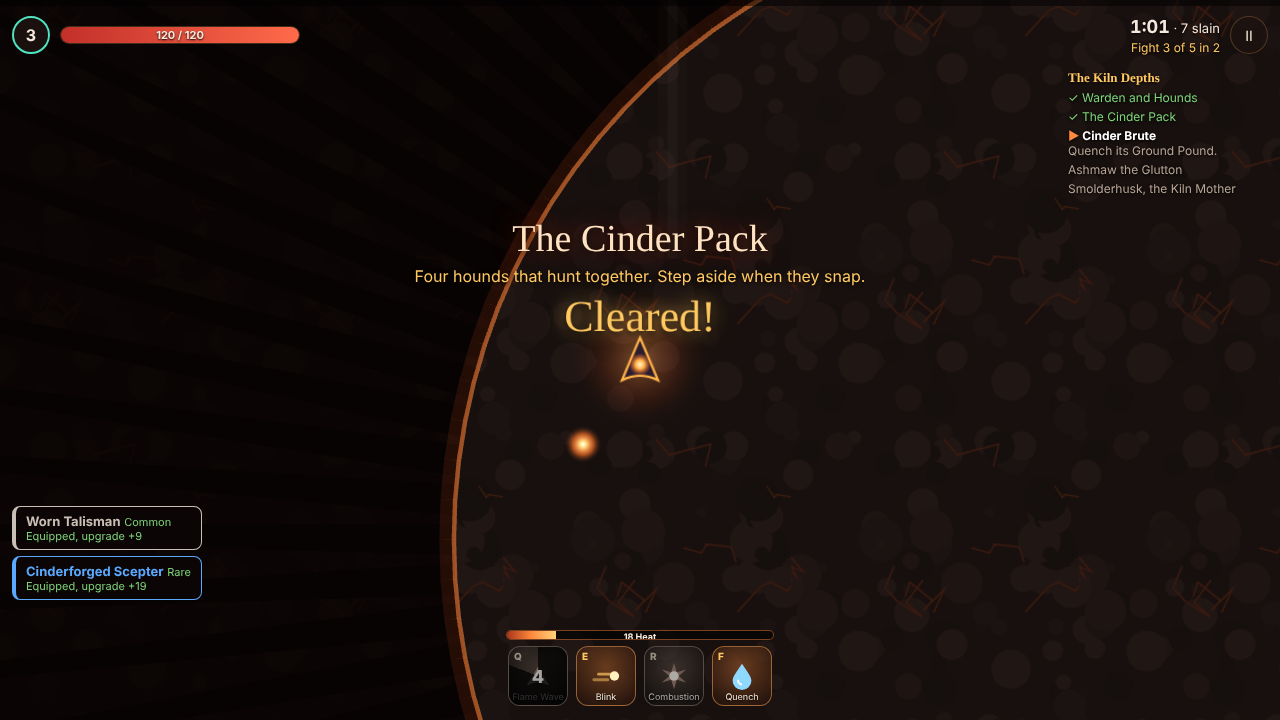 3
120 / 120
1:01 · 7 slain
Fight 3 of 5 in 2
The Kiln Depths
✓ Warden and Hounds
✓ The Cinder Pack
▶ Cinder Brute
Quench its Ground Pound.
Ashmaw the Glutton
Smolderhusk, the Kiln Mother
The Cinder Pack
Four hounds that hunt together. Step aside when they snap.
Cleared!
Worn Talisman Common
Equipped, upgrade +9
Cinderforged Scepter Rare
Equipped, upgrade +19
18 Heat
Q
4
Flame Wave
E
Blink
R
Combustion
F
Quench